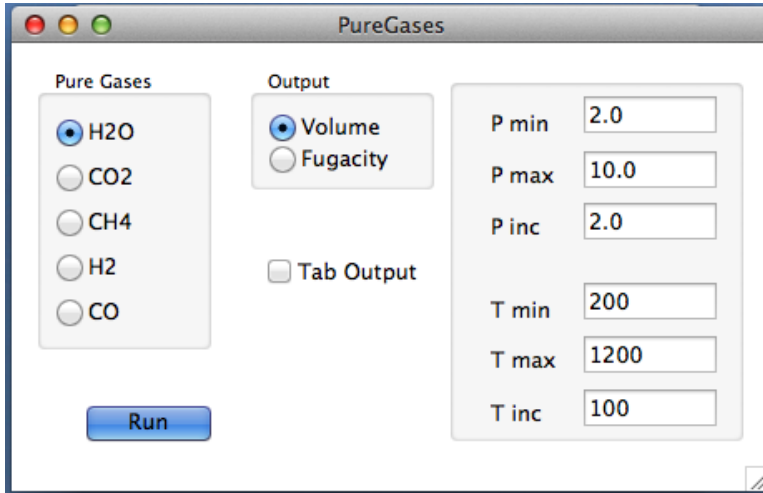 PureGases
Pure Gases
H2O
CO2
CH4
H2
CO
Run
Output
Volume
Fugacity
Tab Output
P min 2.0
P max 10.0
P inc 2.0
T min 200
T max 1200
T inc 100